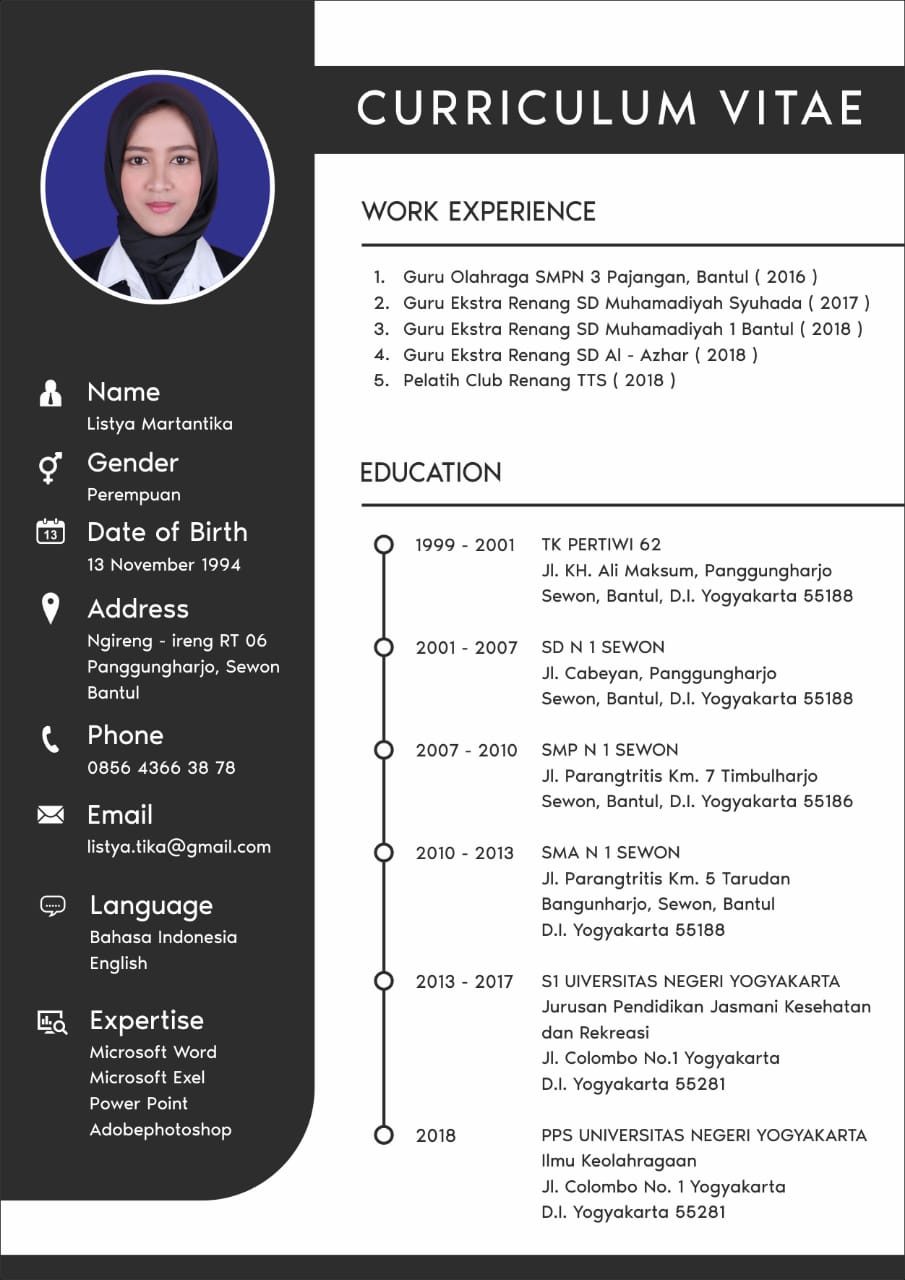 CURRICULUM VITAE
Name
Listya Martantika
Gender
Perempuan
13
Date of Birth
13 November 1994
Address
Ngireng - ireng RT 06
Panggungharjo, Sewon
Bantul
Phone
0856 4366 38 78
Email
listya.tika@gmail.com
Language
Bahasa Indonesia
English
Expertise
Microsoft Word
Microsoft Exel
Power Point
Adobephotoshop
WORK EXPERIENCE
1. Guru Olahraga SMPN 3 Pajangan, Bantul ( 2016 )
2. Guru Ekstra Renang SD Muhamadiyah Syuhada ( 2017 )
3. Guru Ekstra Renang SD Muhamadiyah 1 Bantul ( 2018 )
4. Guru Ekstra Renang SD Al - Azhar ( 2018 )
5. Pelatih Club Renang TTS ( 2018 )
EDUCATION
1999 - 2001 TK PERTIWI 62
Jl. KH. Ali Maksum, Panggungharjo
Sewon, Bantul, D.I. Yogyakarta 55188
2001 - 2007 SD N 1 SEWON
Jl. Cabeyan, Panggungharjo
Sewon, Bantul, D.I. Yogyakarta 55188
2007 - 2010 SMP N 1 SEWON
Jl. Parangtritis Km. 7 Timbulharjo
Sewon, Bantul, D.I. Yogyakarta 55186
2010 - 2013 SMA N 1 SEWON
Jl. Parangtritis Km. 5 Tarudan
Bangunharjo, Sewon, Bantul
D.I. Yogyakarta 55188
2013 - 2017 S1 UIVERSITAS NEGERI YOGYAKARTA
Jurusan Pendidikan Jasmani Kesehatan
dan Rekreasi
Jl. Colombo No.1 Yogyakarta
D.I. Yogyakarta 55281
2018 PPS UNIVERSITAS NEGERI YOGYAKARTA
Ilmu Keolahragaan
Jl. Colombo No. 1 Yogyakarta
D.I. Yogyakarta 55281